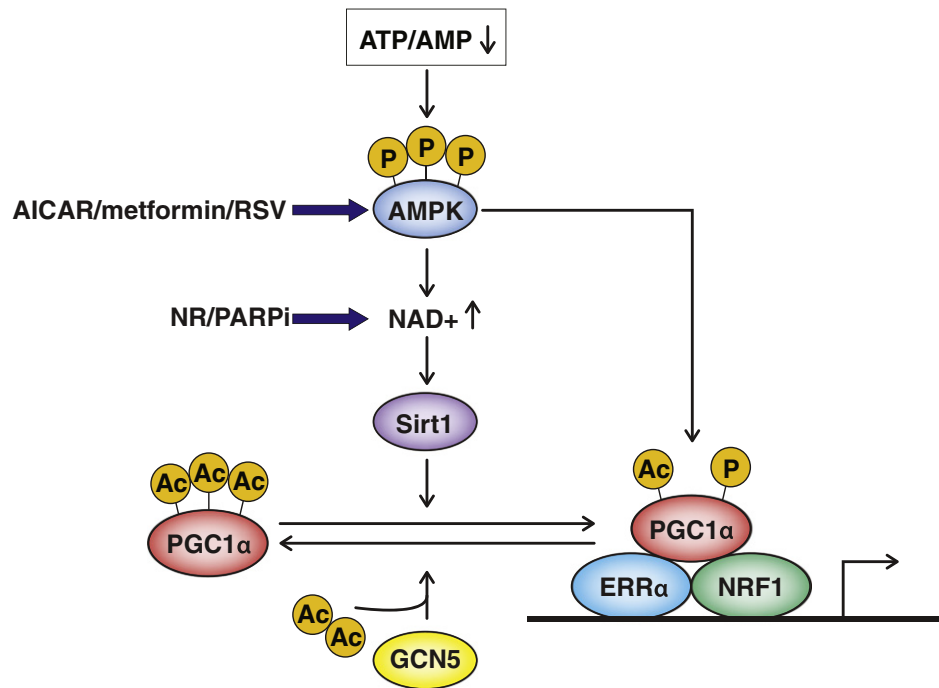 ATP/AMP ↓
P P P
AICAR/metformin/RSV AMPK
NR/PARPi NAD+ ↑
Sirt1
Ac Ac Ac
PGC1α
Ac P
PGC1α
ERRα NRF1
Ac
Ac
GCN5